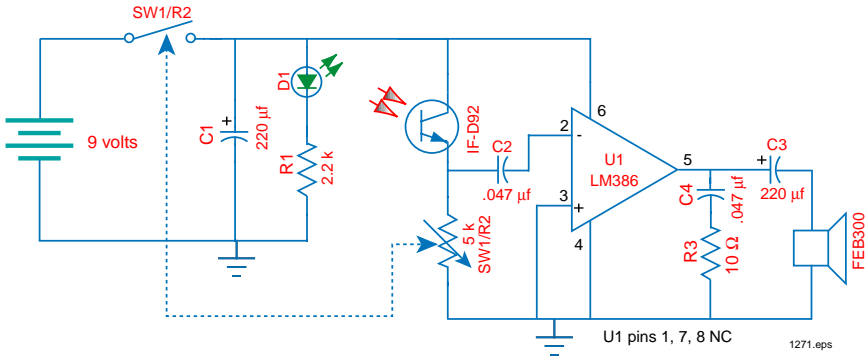 SW1/R2
9 volts
+
C1
220 µf
D1
R1
2.2 k
IF-D92
C2
.047 µf
5 k
SW1/R2
2
-
3
+
6
U1
LM386
4
5
C4
.047 µf
+
C3
220 µf
R3
10 Ω
FEB300
U1 pins 1, 7, 8 NC
1271.eps